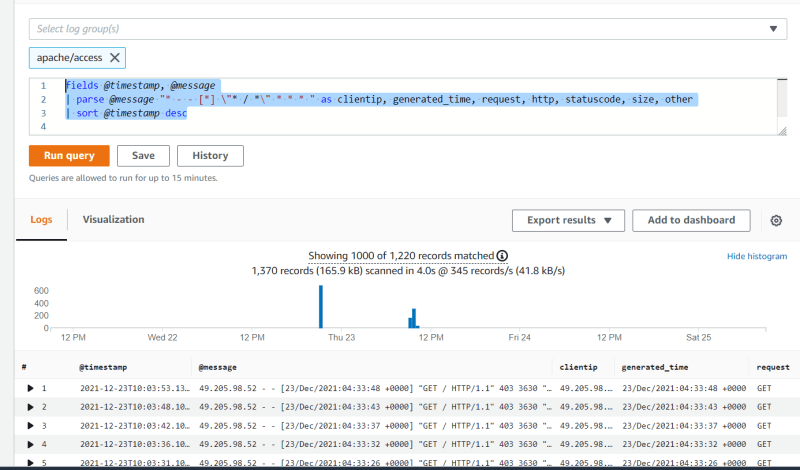 Select log group(s)
apache/access
1 fields @timestamp, @message
2 | parse @message "* - - [*] \"* / *\" * * * " as clientip, generated_time, request, http, statuscode, size, other
3 | sort @timestamp desc
4
Run query Save History
Queries are allowed to run for up to 15 minutes.
Logs Visualization Export results Add to dashboard
Showing 1000 of 1,220 records matched
Hide histogram
1,370 records (165.9 kB) scanned in 4.0s @ 345 records/s (41.8 kB/s)
600
400
200
0
12 PM Wed 22 12 PM Thu 23 12 PM Fri 24 12 PM Sat 25
# @timestamp @message clientip generated_time request
1 2021-12-23T10:03:53.13... 49.205.98.52 - - [23/Dec/2021:04:33:48 +0000] "GET / HTTP/1.1" 403 3630 "... 49.205.98... 23/Dec/2021:04:33:48 +0000 GET
2 2021-12-23T10:03:48.10... 49.205.98.52 - - [23/Dec/2021:04:33:43 +0000] "GET / HTTP/1.1" 403 3630 "... 49.205.98... 23/Dec/2021:04:33:43 +0000 GET
3 2021-12-23T10:03:42.10... 49.205.98.52 - - [23/Dec/2021:04:33:37 +0000] "GET / HTTP/1.1" 403 3630 "... 49.205.98... 23/Dec/2021:04:33:37 +0000 GET
4 2021-12-23T10:03:36.10... 49.205.98.52 - - [23/Dec/2021:04:33:32 +0000] "GET / HTTP/1.1" 403 3630 "... 49.205.98... 23/Dec/2021:04:33:32 +0000 GET
5 2021-12-23T10:03:31.10... 49.205.98.52 - - [23/Dec/2021:04:33:26 +0000] "GET / HTTP/1.1" 403 3630 "... 49.205.98... 23/Dec/2021:04:33:26 +0000 GET